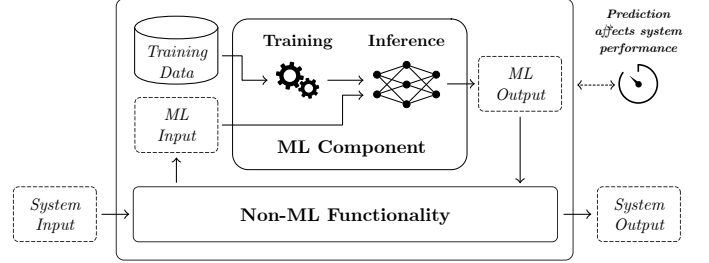 Prediction
affects system
performance
Training
Data
Training
Inference
ML
Input
ML
Output
ML Component
System
Input
Non-ML Functionality
System
Output